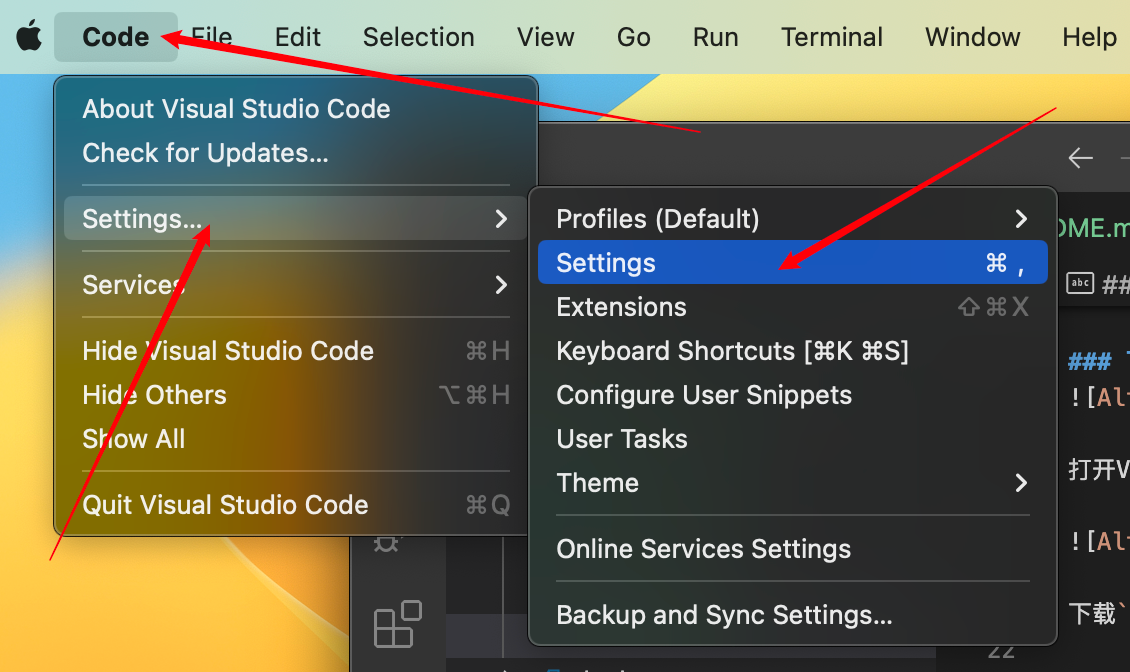 Code File Edit Selection View Go Run Terminal Window Help
About Visual Studio Code
Check for Updates...
Settings...
Services
Hide Visual Studio Code ⌘H
Hide Others ⌥⌘H
Show All
Quit Visual Studio Code ⌘Q
Profiles (Default)
Settings ⌘ ,
Extensions ⇧⌘X
Keyboard Shortcuts [⌘K ⌘S]
Configure User Snippets
User Tasks
Theme
Online Services Settings
Backup and Sync Settings...
abc ##
###
![Al
打开V
![Al
下载`
22